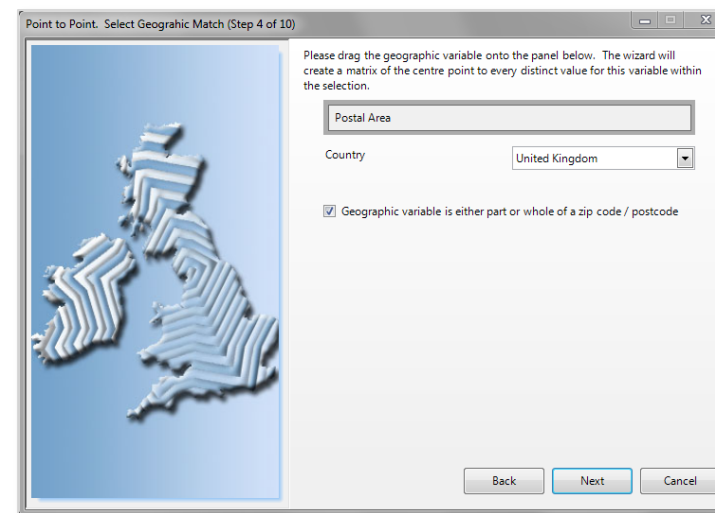 Point to Point.  Select Geograhic Match (Step 4 of 10)
Please drag the geographic variable onto the panel below.  The wizard will
create a matrix of the centre point to every distinct value for this variable within
the selection.
Postal Area
Country
United Kingdom
Geographic variable is either part or whole of a zip code / postcode
Back
Next
Cancel